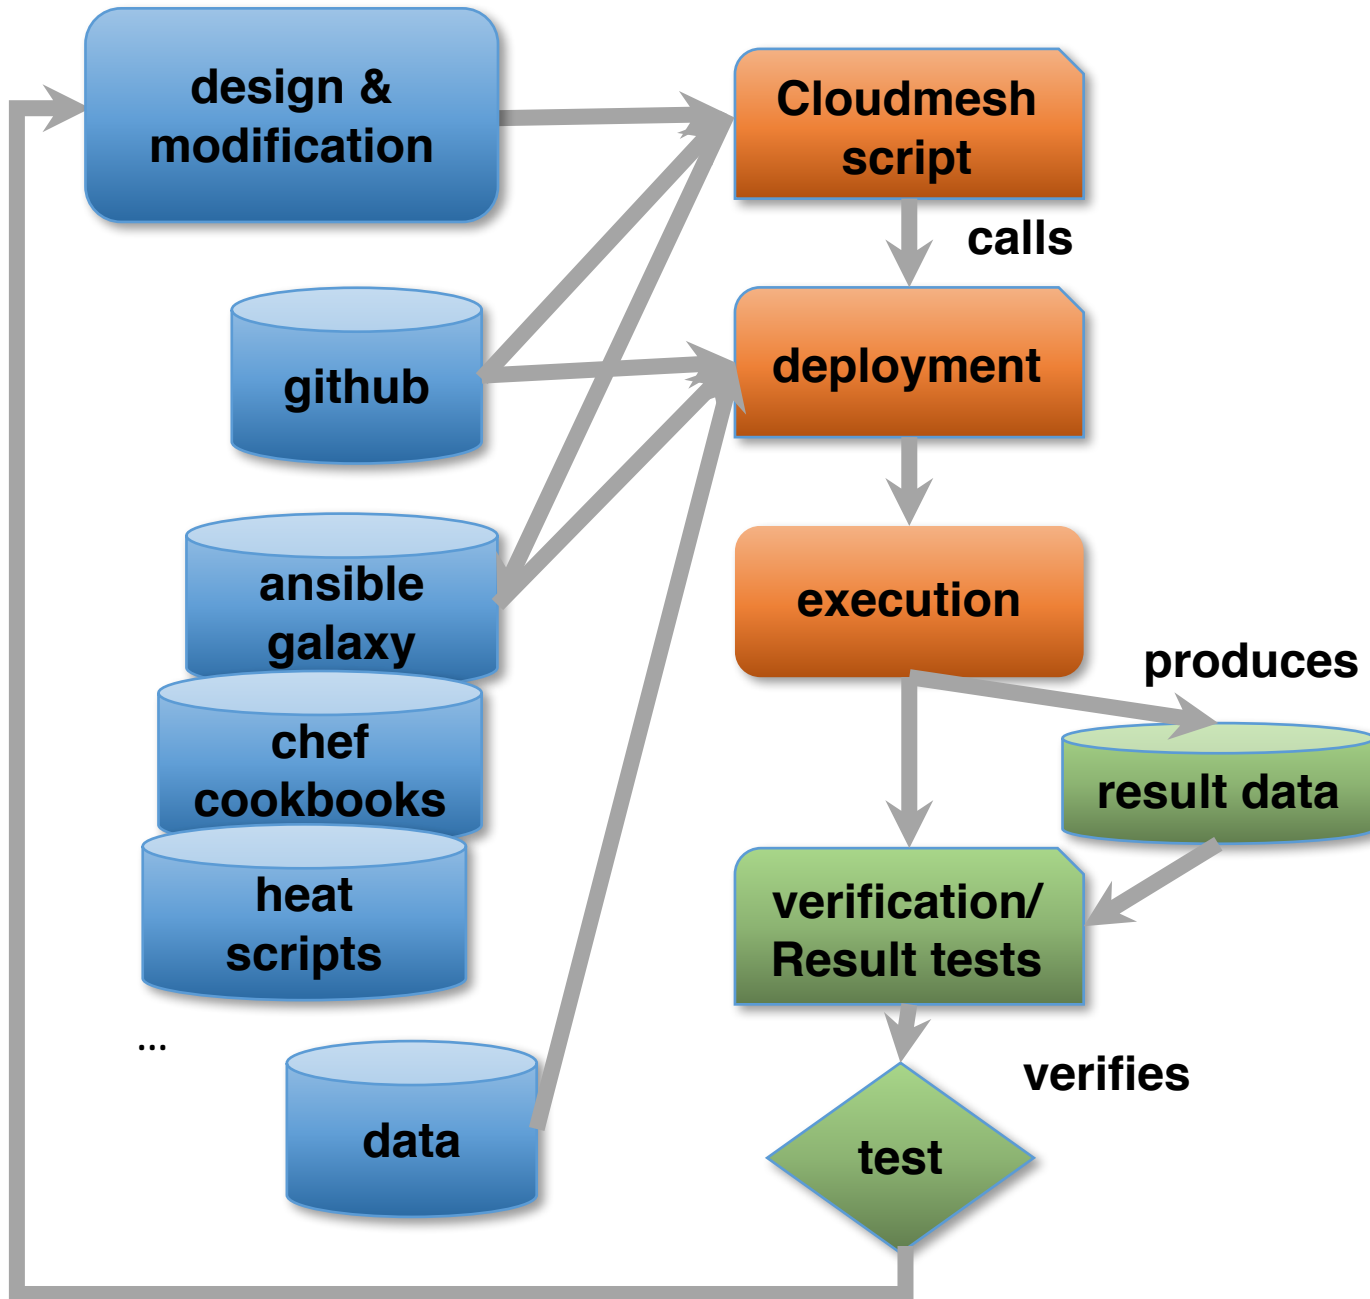 design &
modification
Cloudmesh
script
calls
github
deployment
ansible
galaxy
execution
produces
chef
cookbooks
result data
heat
scripts
verification/
Result tests
...
verifies
data
test